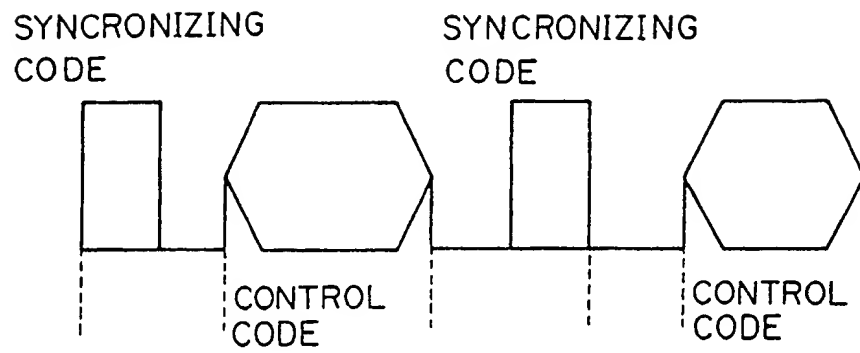 SYNCRONIZING
CODE
SYNCRONIZING
CODE
CONTROL
CODE
CONTROL
CODE